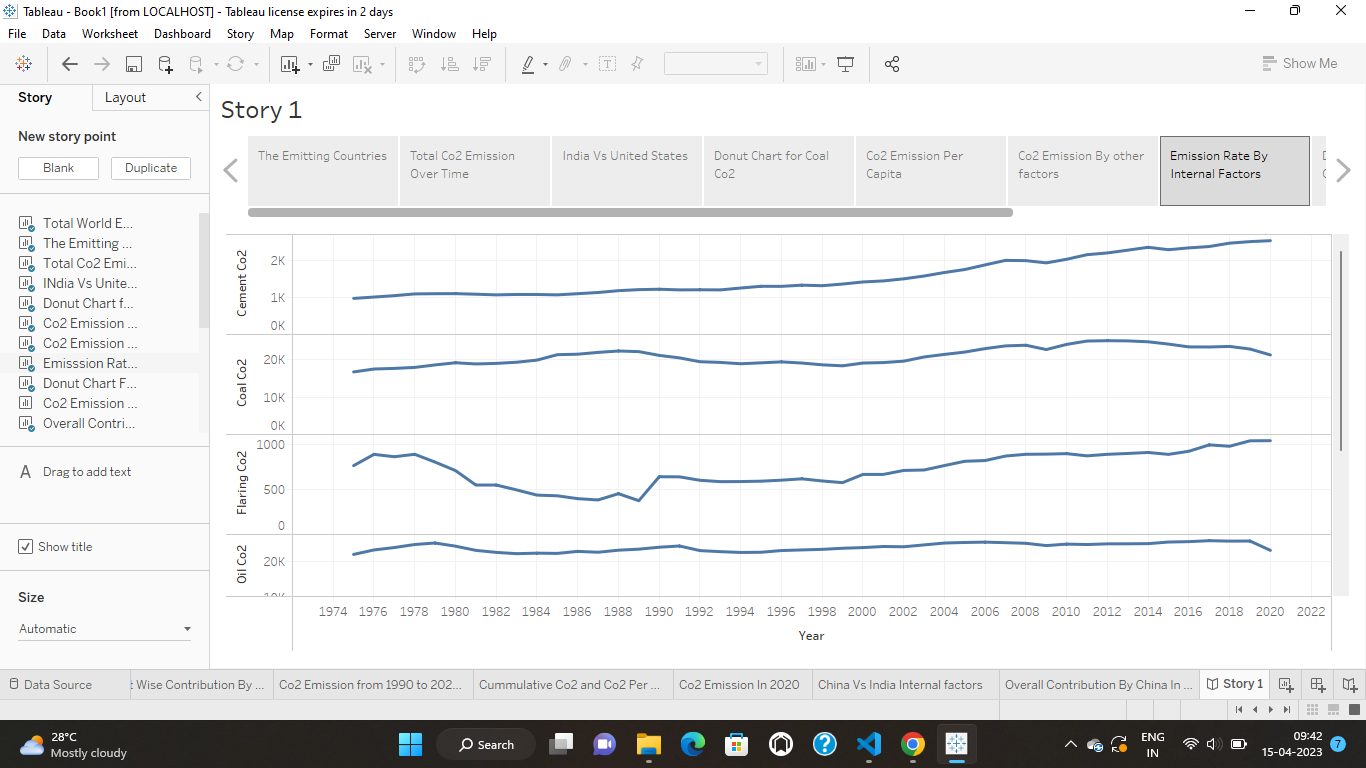 Tableau - Book1 [from LOCALHOST] - Tableau license expires in 2 days
File Data Worksheet Dashboard Story Map Format Server Window Help
Show Me
Story Layout
New story point
Blank Duplicate
Total World E...
The Emitting ...
Total Co2 Emi...
INdia Vs Unite...
Donut Chart f...
Co2 Emission ...
Co2 Emission ...
Emisssion Rat...
Donut Chart F...
Co2 Emission ...
Overall Contri...
A Drag to add text
Show title
Size
Automatic
Story 1
The Emitting Countries
Total Co2 Emission
Over Time
India Vs United States
Donut Chart for Coal
Co2
Co2 Emission Per
Capita
Co2 Emission By other
factors
Emission Rate By
Internal Factors
Cement Co2
2K
1K
0K
Coal Co2
20K
10K
0K
Flaring Co2
1000
500
0
Oil Co2
20K
1974 1976 1978 1980 1982 1984 1986 1988 1990 1992 1994 1996 1998 2000 2002 2004 2006 2008 2010 2012 2014 2016 2018 2020 2022
Year
Data Source
Wise Contribution By ...
Co2 Emission from 1990 to 202...
Cummulative Co2 and Co2 Per ...
Co2 Emission In 2020
China Vs India Internal factors
Overall Contribution By China In ...
Story 1
28°C
Mostly cloudy
Search
ENG
IN
09:42
15-04-2023
7